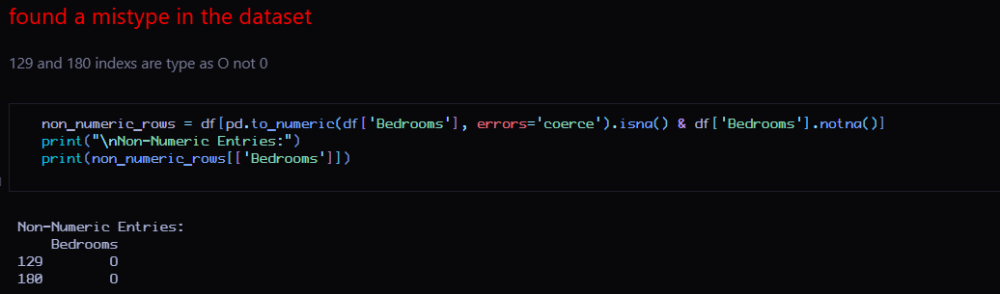 found a mistype in the dataset
129 and 180 indexs are type as O not 0
non_numeric_rows = df[pd.to_numeric(df['Bedrooms'], errors='coerce').isna() & df['Bedrooms'].notna()]
print("\nNon-Numeric Entries:")
print(non_numeric_rows[['Bedrooms']])
Non-Numeric Entries:
Bedrooms
129 O
180 O